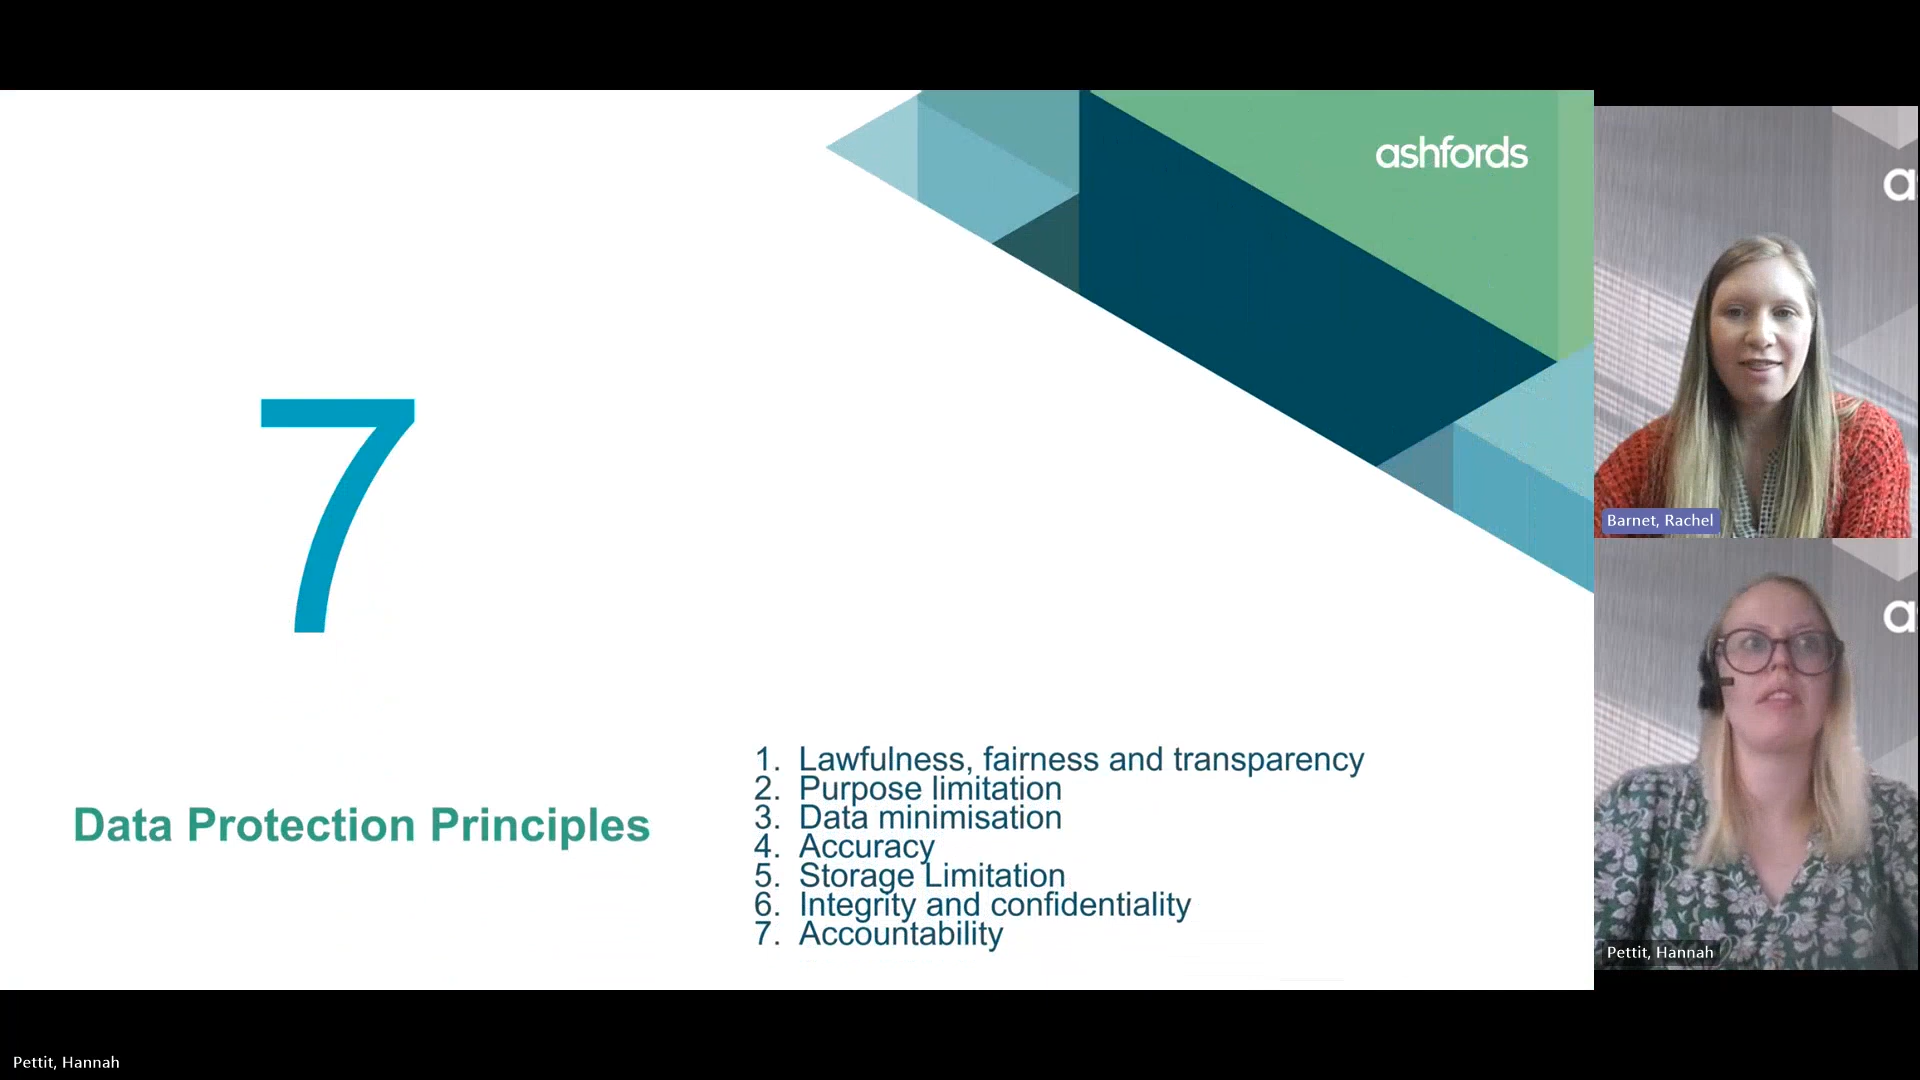 ashfords
7
Data Protection Principles
1. Lawfulness, fairness and transparency
2. Purpose limitation
3. Data minimisation
4. Accuracy
5. Storage Limitation
6. Integrity and confidentiality
7. Accountability
a
Barnet, Rachel
a
Pettit, Hannah
Pettit, Hannah